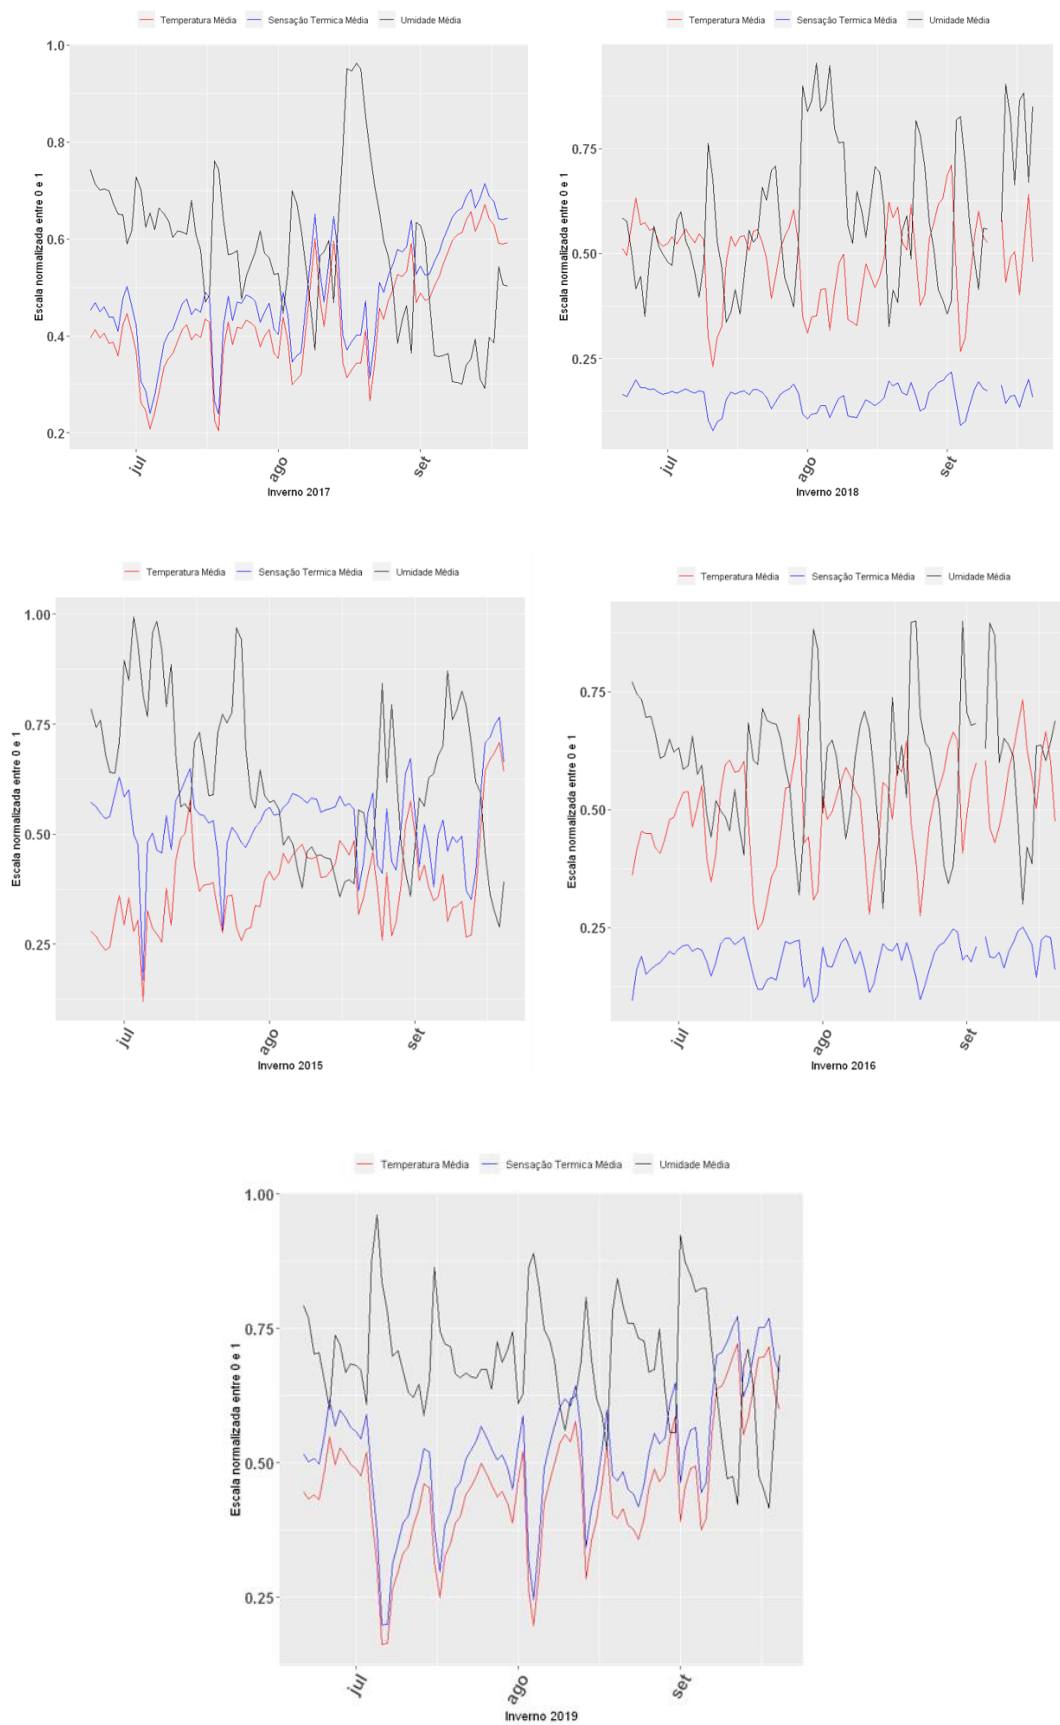 Temperatura Média Sensação Termica Média Umidade Média
Escala normalizada entre 0 e 1
1.0
0.8
0.6
0.4
0.2
jul ago set
Inverno 2017
Temperatura Média Sensação Termica Média Umidade Média
Escala normalizada entre 0 e 1
0.75
0.50
0.25
jul ago set
Inverno 2018
Temperatura Média Sensação Termica Média Umidade Média
Escala normalizada entre 0 e 1
1.00
0.75
0.50
0.25
jul ago set
Inverno 2015
Temperatura Média Sensação Termica Média Umidade Média
Escala normalizada entre 0 e 1
0.75
0.50
0.25
jul ago set
Inverno 2016
Temperatura Média Sensação Termica Média Umidade Média
Escala normalizada entre 0 e 1
1.00
0.75
0.50
0.25
jul ago set
Inverno 2019